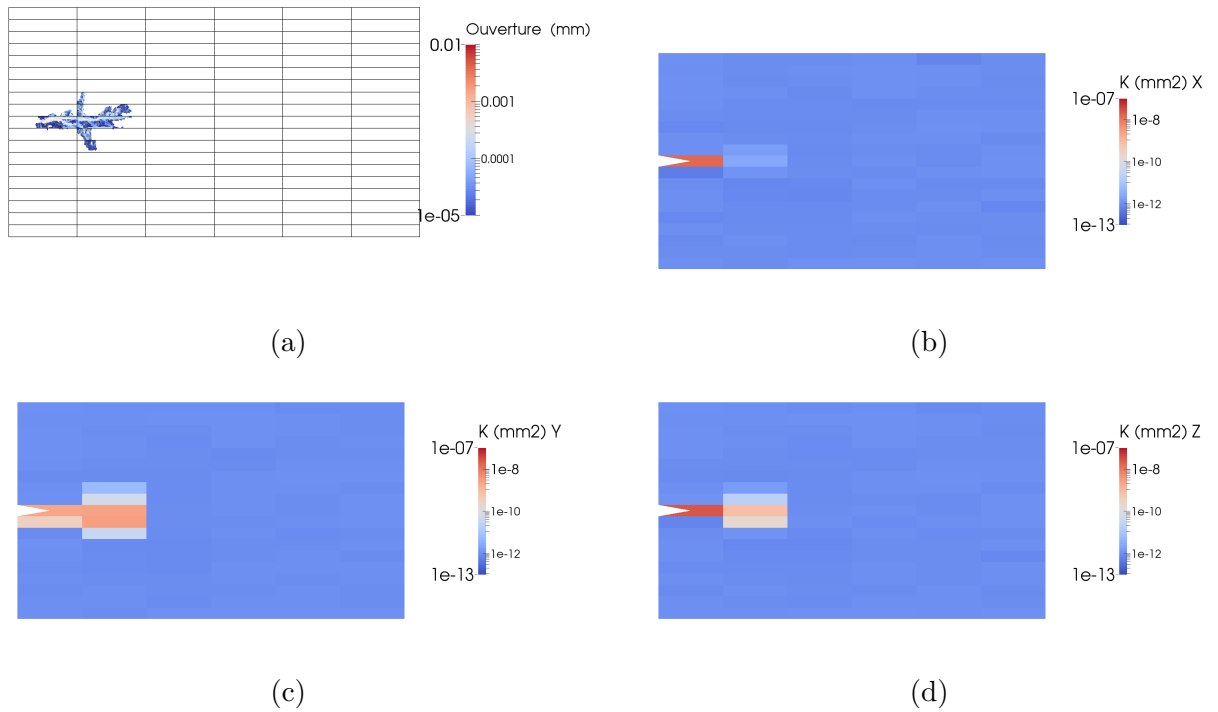 Ouverture (mm)
0.01
0.001
0.0001
1e-05
(a)
K (mm2) X
1e-07
1e-8
1e-10
1e-12
1e-13
(b)
K (mm2) Y
1e-07
1e-8
1e-10
1e-12
1e-13
(c)
K (mm2) Z
1e-07
1e-8
1e-10
1e-12
1e-13
(d)